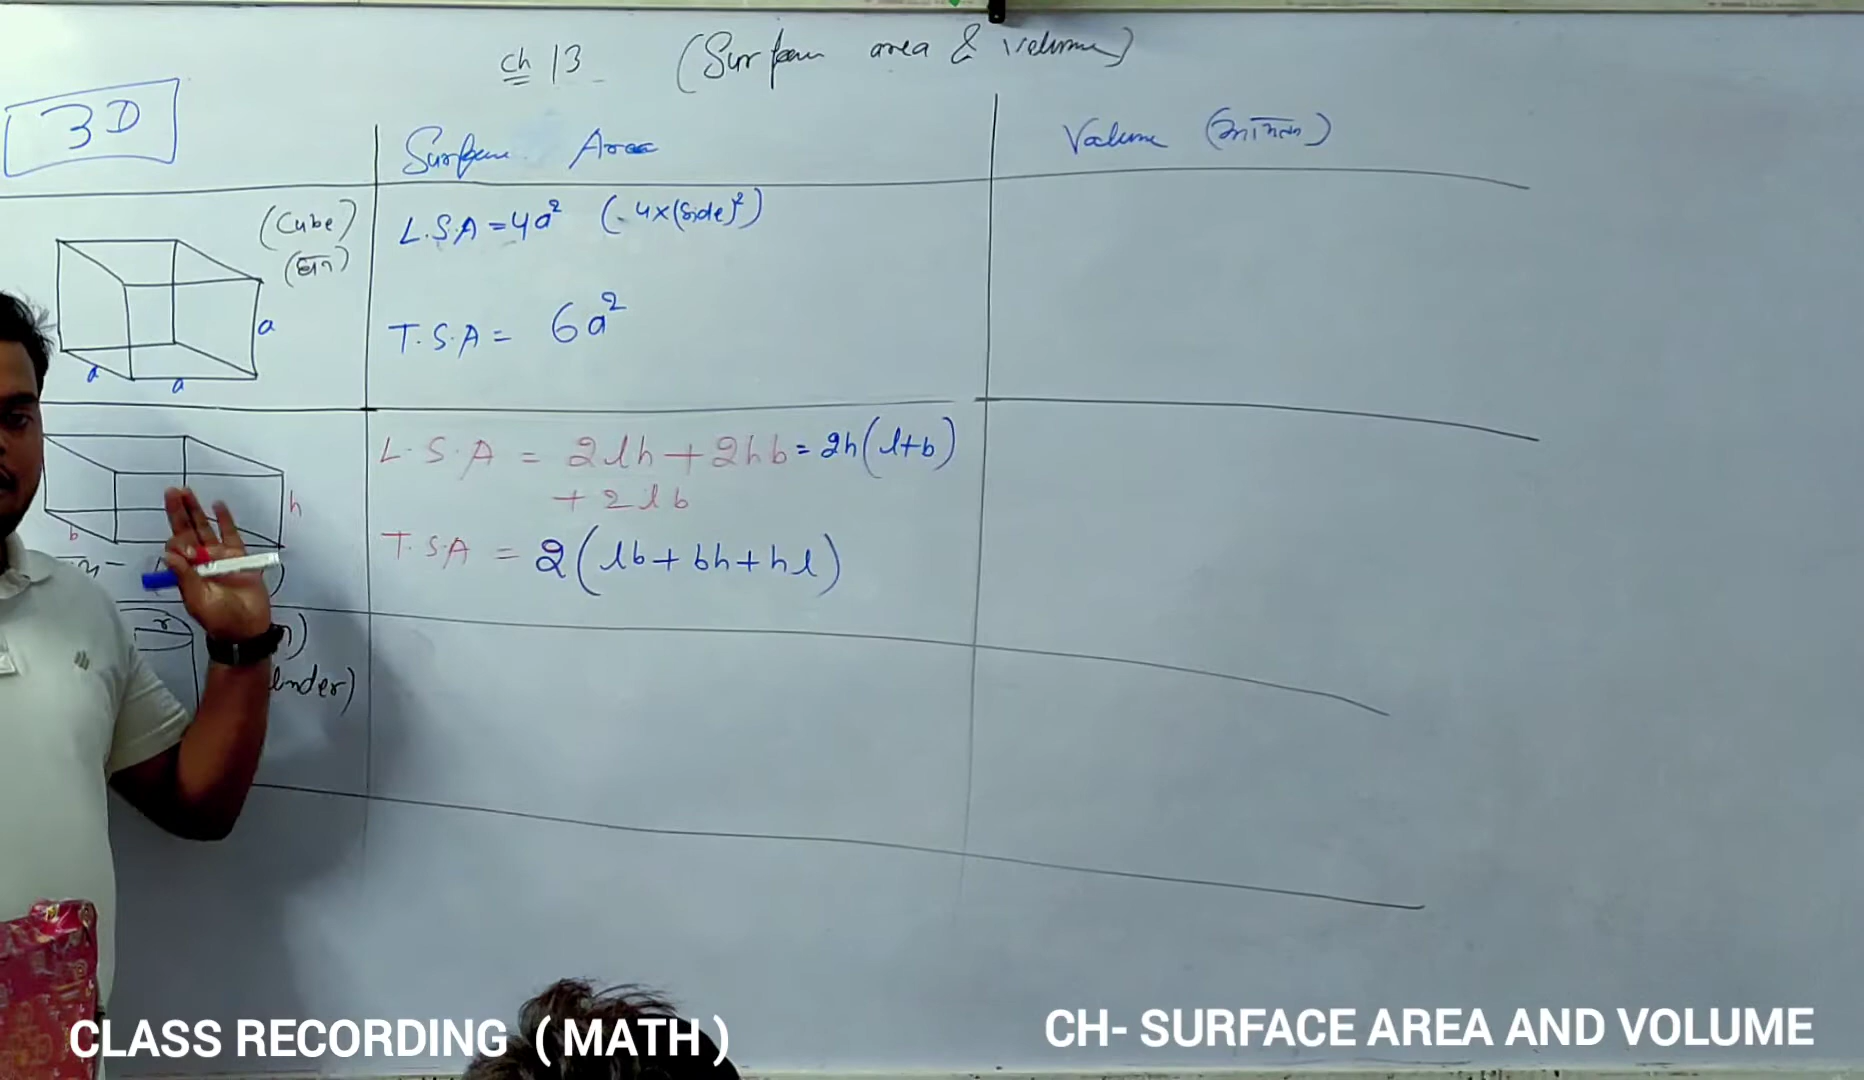 ch 13 (Surface area & Volume)
3D
Surface Area
Volume (आयतन)
(Cube)
(घन)
a
a
a
L.S.A = 4a² (4×(Side)²)
T.S.A = 6a²
h
b
L.S.A = 2lh + 2hb = 2h(l+b)
+ 2lb
T.S.A = 2(lb + bh + hl)
r
linder)
CLASS RECORDING ( MATH )
CH- SURFACE AREA AND VOLUME